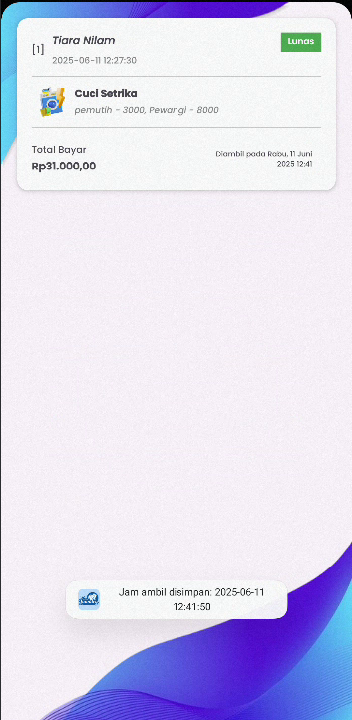 [1]
Tiara Nilam
Lunas
2025-06-11 12:27:30
Cuci Setrika
pemutih - 3000, Pewangi - 8000
Total Bayar
Rp31.000,00
Diambil pada Rabu, 11 Juni
2025 12:41
Jam ambil disimpan: 2025-06-11
12:41:50